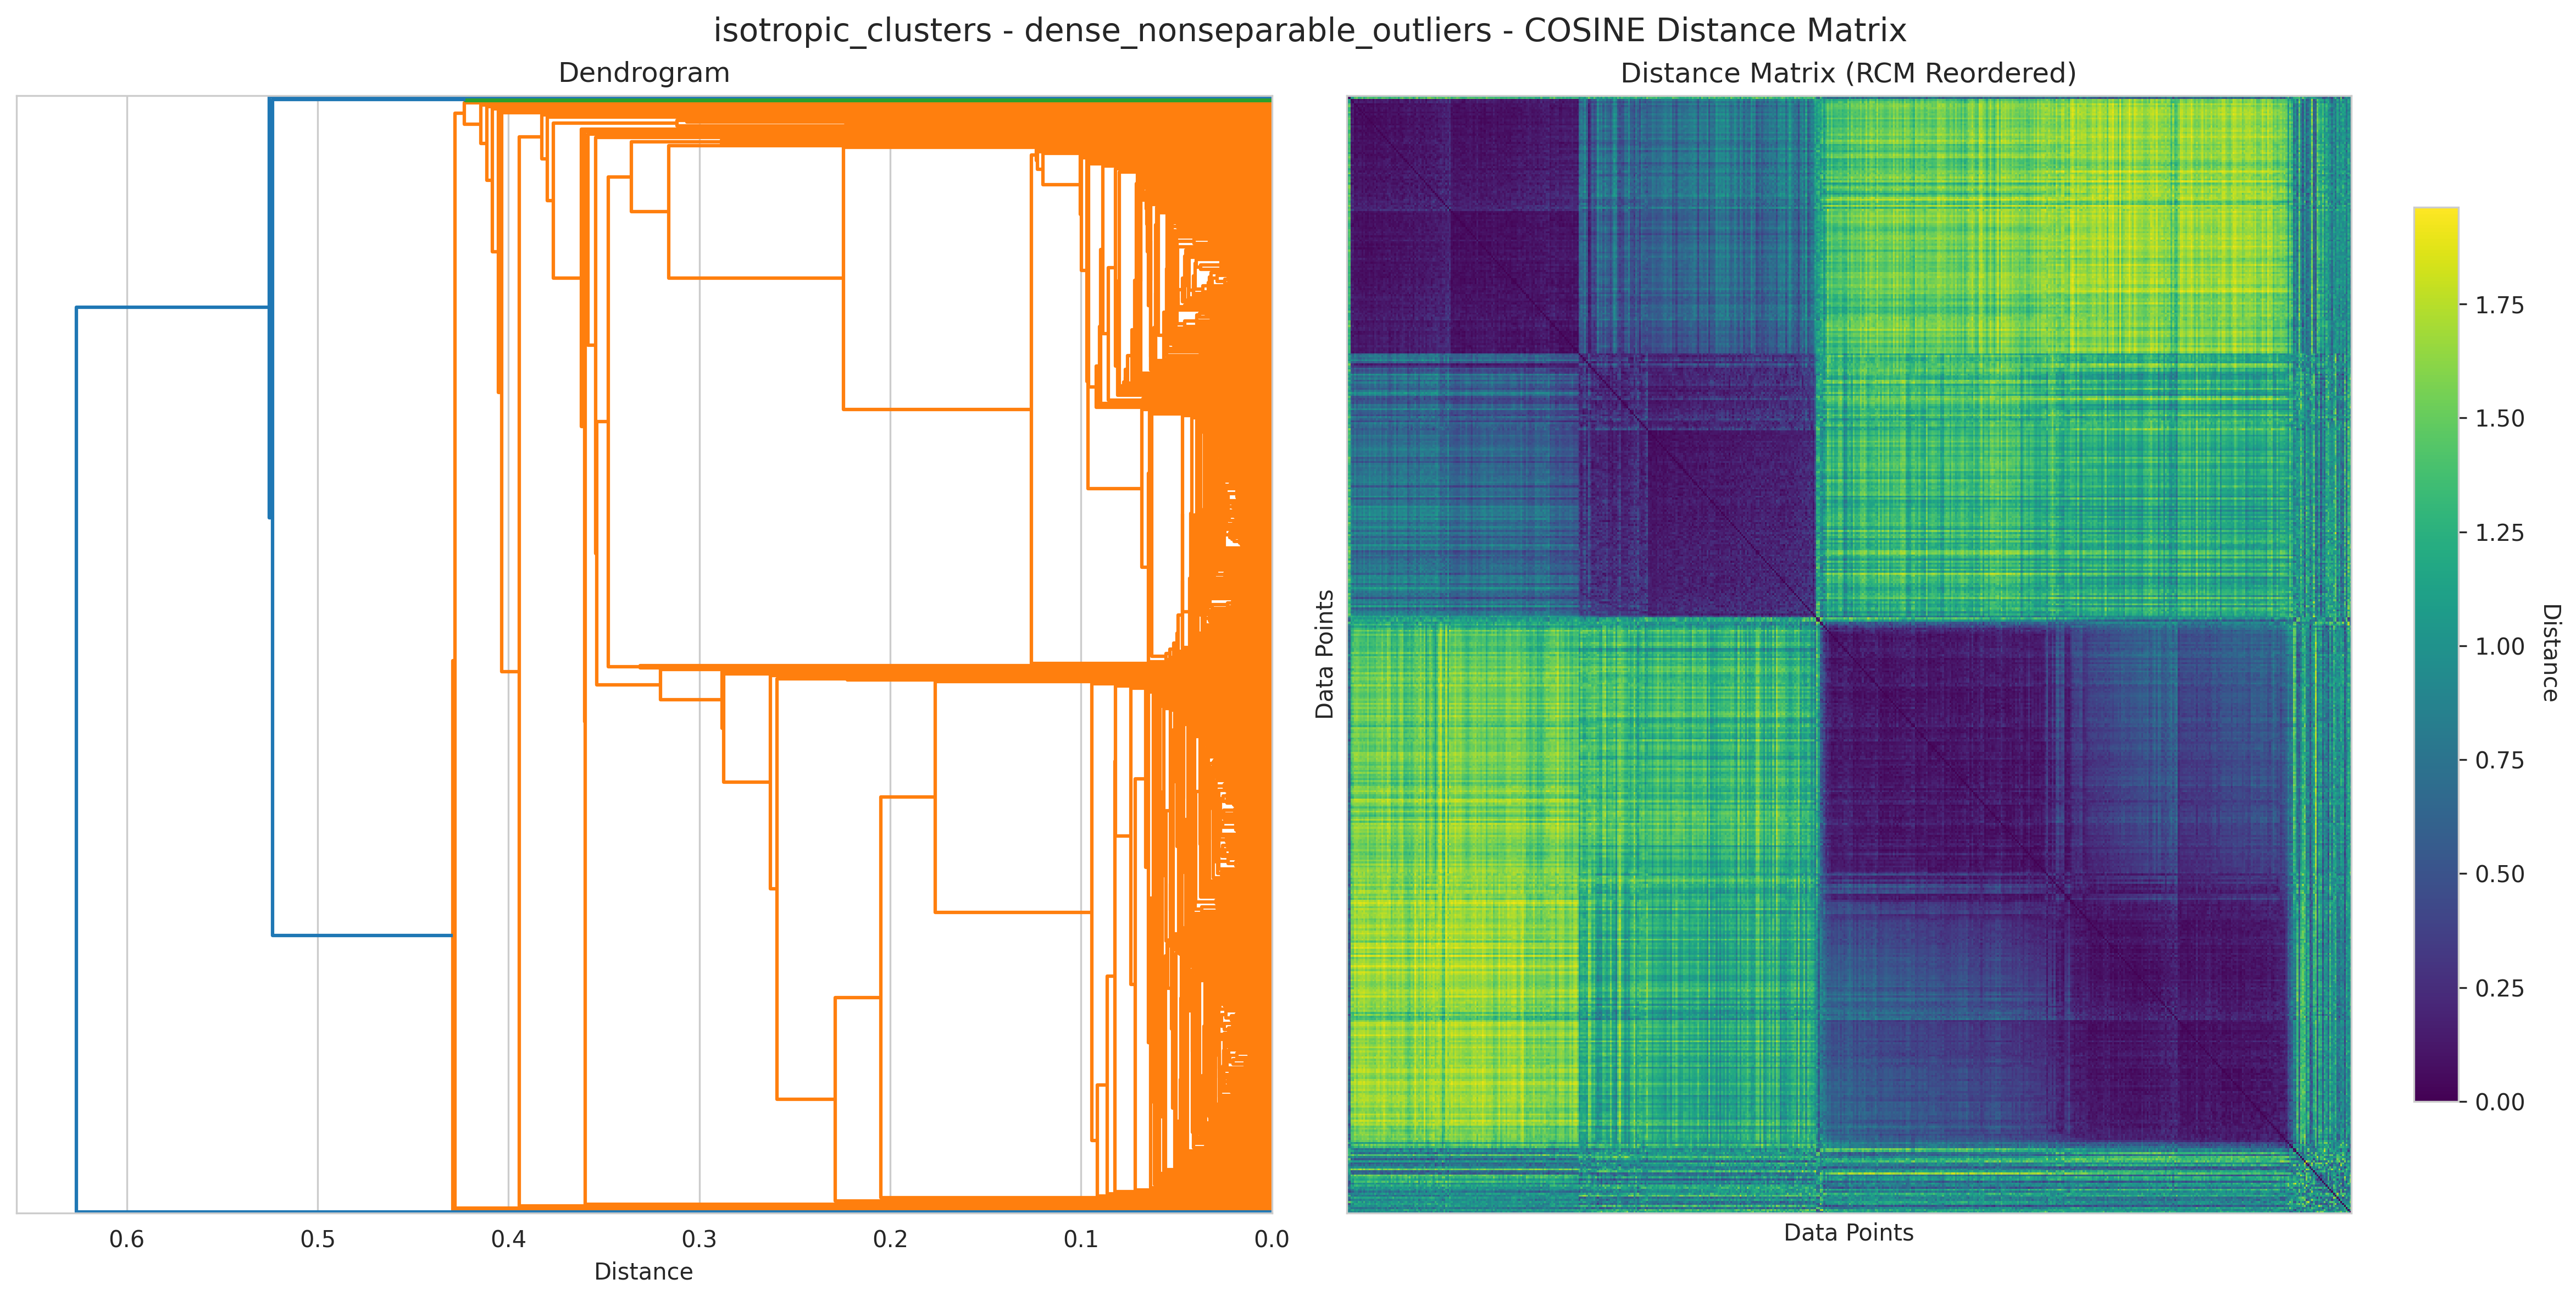 isotropic_clusters - dense_nonseparable_outliers - COSINE Distance Matrix
Dendrogram
0.6 0.5 0.4 0.3 0.2 0.1 0.0
Distance
Distance Matrix (RCM Reordered)
Data Points
Data Points
1.75
1.50
1.25
1.00
0.75
0.50
0.25
0.00
Distance